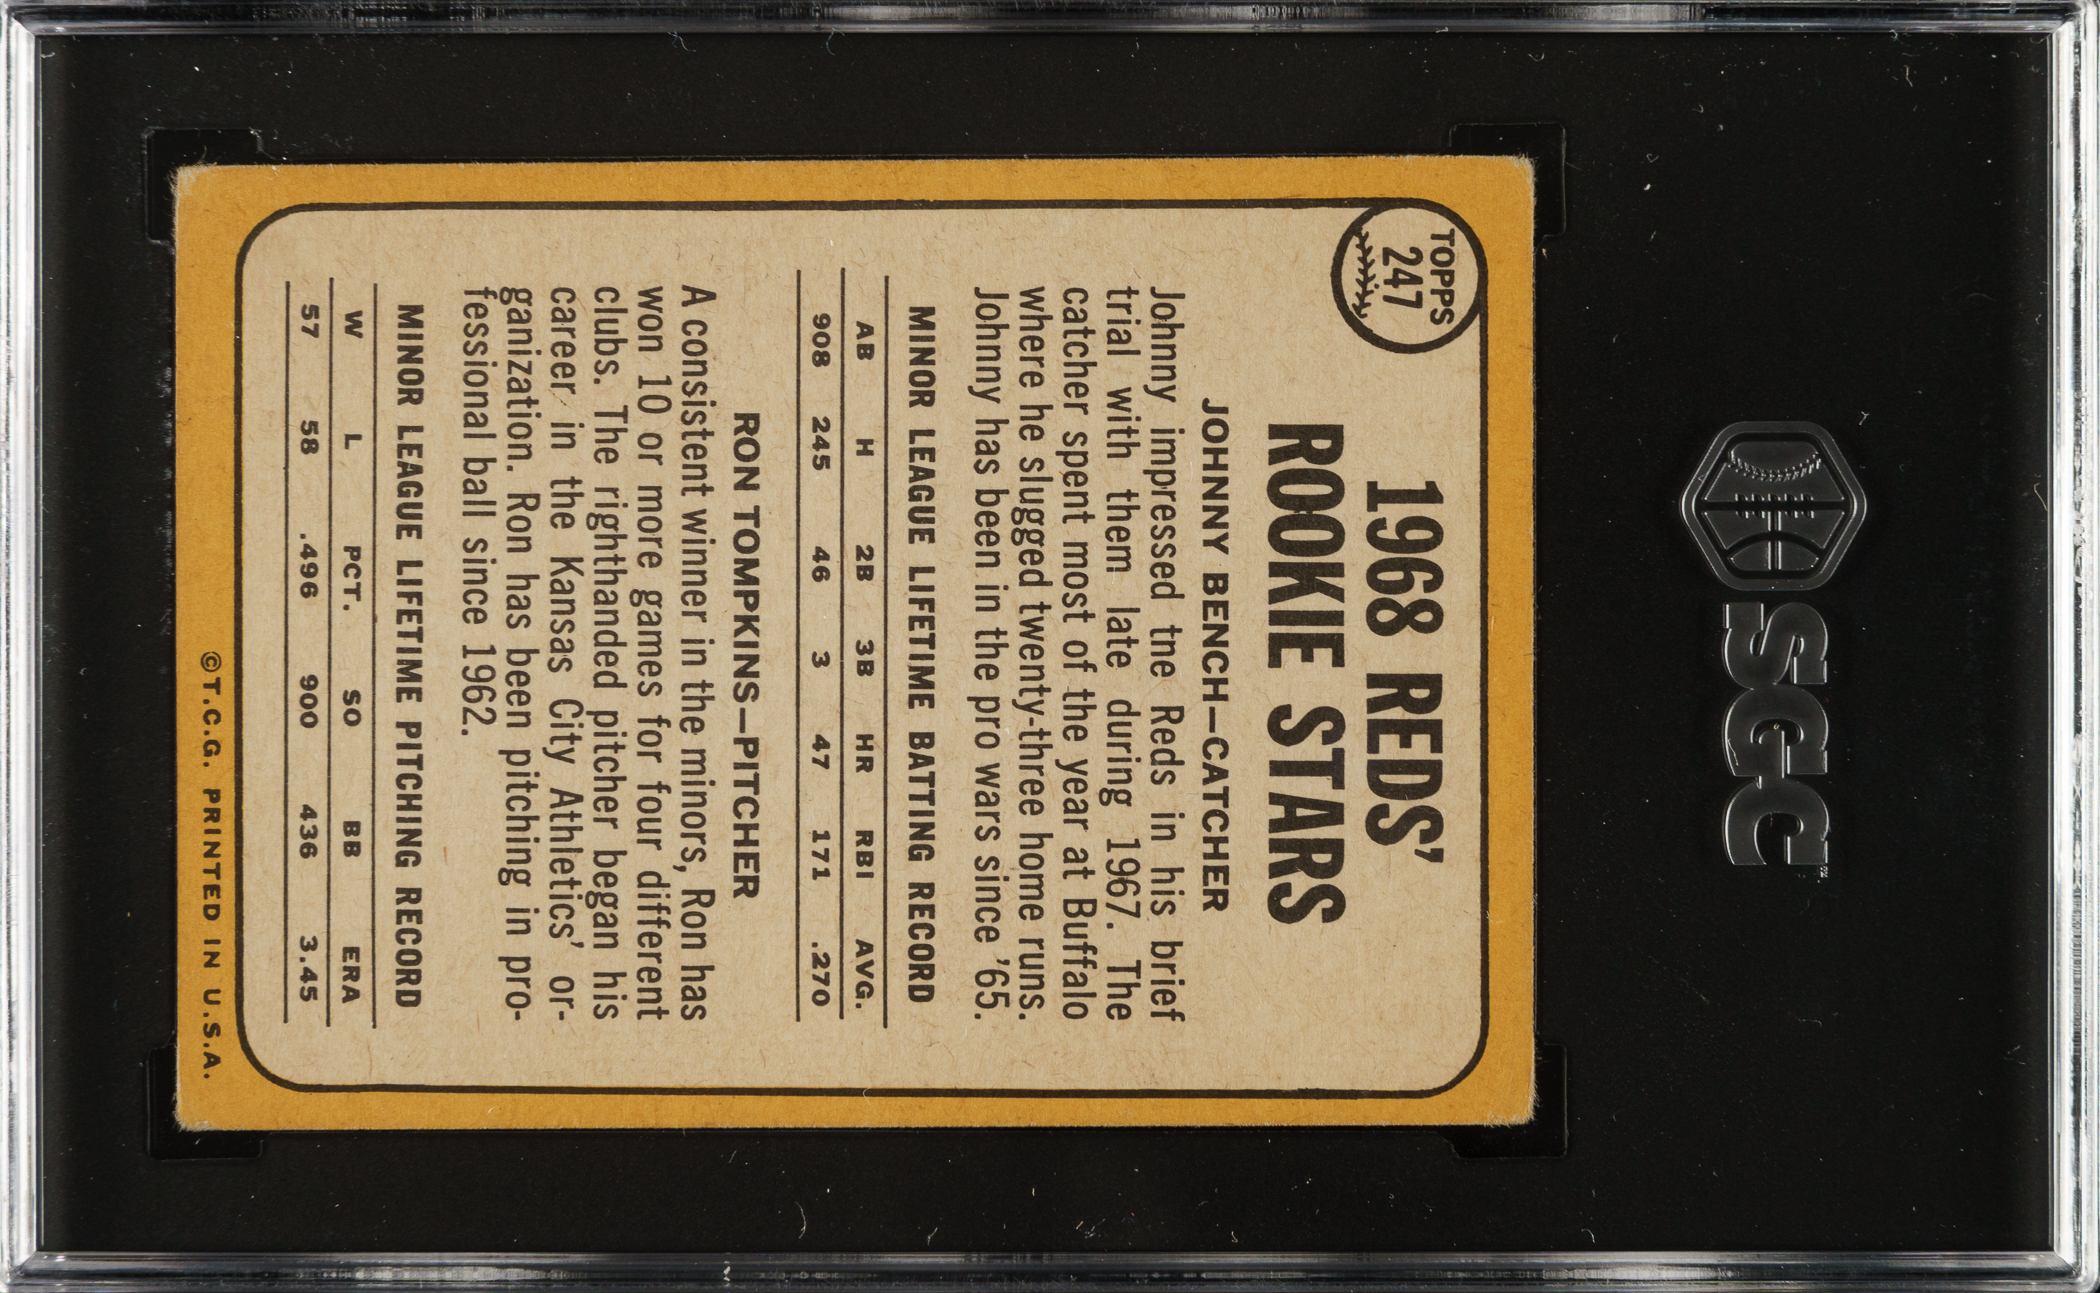 SGC
TOPPS
247
1968 REDS'
ROOKIE STARS
JOHNNY BENCH—CATCHER
Johnny impressed tne Reds in his brief
trial with them late during 1967. The
catcher spent most of the year at Buffalo
where he slugged twenty-three home runs.
Johnny has been in the pro wars since '65.
MINOR LEAGUE LIFETIME BATTING RECORD
AB H 2B 3B HR RBI AVG.
908 245 46 3 47 171 .270
RON TOMPKINS—PITCHER
A consistent winner in the minors, Ron has
won 10 or more games for four different
clubs. The righthanded pitcher began his
career in the Kansas City Athletics' or-
ganization. Ron has been pitching in pro-
fessional ball since 1962.
MINOR LEAGUE LIFETIME PITCHING RECORD
W L PCT. SO BB ERA
57 58 .496 900 436 3.45
©T.C.G. PRINTED IN U.S.A.